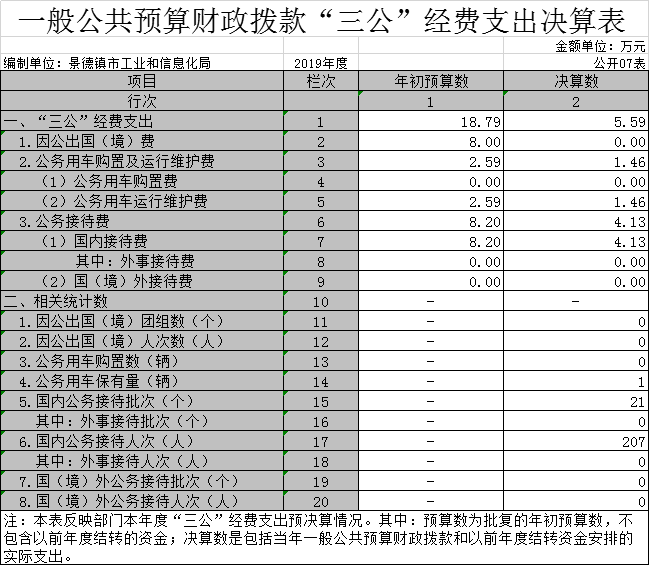 一般公共预算财政拨款“三公”经费支出决算表
金额单位：万元
编制单位：景德镇市工业和信息化局 2019年度 公开07表
项目 栏次 年初预算数 决算数
行次 1 2
一、“三公”经费支出 1 18.79 5.59
1.因公出国（境）费 2 8.00 0.00
2.公务用车购置及运行维护费 3 2.59 1.46
（1）公务用车购置费 4 0.00 0.00
（2）公务用车运行维护费 5 2.59 1.46
3.公务接待费 6 8.20 4.13
（1）国内接待费 7 8.20 4.13
其中：外事接待费 8 0.00 0.00
（2）国（境）外接待费 9 0.00 0.00
二、相关统计数 10 － －
1.因公出国（境）团组数（个） 11 － 0
2.因公出国（境）人次数（人） 12 － 0
3.公务用车购置数（辆） 13 － 0
4.公务用车保有量（辆） 14 － 1
5.国内公务接待批次（个） 15 － 21
其中：外事接待批次（个） 16 － 0
6.国内公务接待人次（人） 17 － 207
其中：外事接待人次（人） 18 － 0
7.国（境）外公务接待批次（个） 19 － 0
8.国（境）外公务接待人次（人） 20 － 0
注：本表反映部门本年度“三公”经费支出预决算情况。其中：预算数为批复的年初预算数，不
包含以前年度结转的资金；决算数是包括当年一般公共预算财政拨款和以前年度结转资金安排的
实际支出。